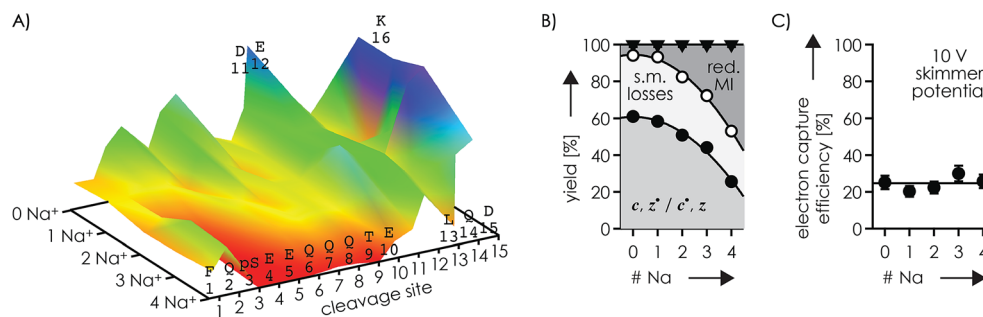 A)
D
11
E
12
K
16
0 Na⁺
1 Na⁺
2 Na⁺
3 Na⁺
4 Na⁺
F
1
Q
2
pS
3
E
4
E
5
Q
6
Q
7
Q
8
T
9
E
10
L
13
Q
14
D
15
1 2 3 4 5 6 7 8 9 10 11 12 13 14 15
cleavage site
B)
100
80
60
40
20
0
yield [%]
s.m.
losses
red.
MI
c, z• / c•, z
0 1 2 3 4
# Na
C)
100
80
60
40
20
0
electron capture
efficiency [%]
10 V
skimmer
potentia
0 1 2 3 4
# Na